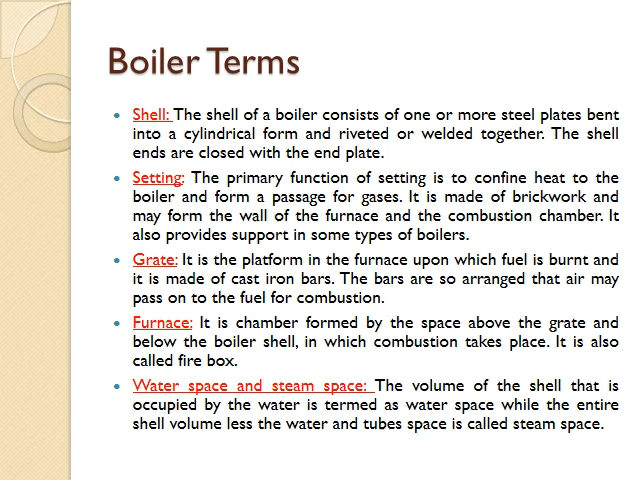 Boiler Terms
Shell: The shell of a boiler consists of one or more steel plates bent
into a cylindrical form and riveted or welded together. The shell
ends are closed with the end plate.
Setting: The primary function of setting is to confine heat to the
boiler and form a passage for gases. It is made of brickwork and
may form the wall of the furnace and the combustion chamber. It
also provides support in some types of boilers.
Grate: It is the platform in the furnace upon which fuel is burnt and
it is made of cast iron bars. The bars are so arranged that air may
pass on to the fuel for combustion.
Furnace: It is chamber formed by the space above the grate and
below the boiler shell, in which combustion takes place. It is also
called fire box.
Water space and steam space: The volume of the shell that is
occupied by the water is termed as water space while the entire
shell volume less the water and tubes space is called steam space.